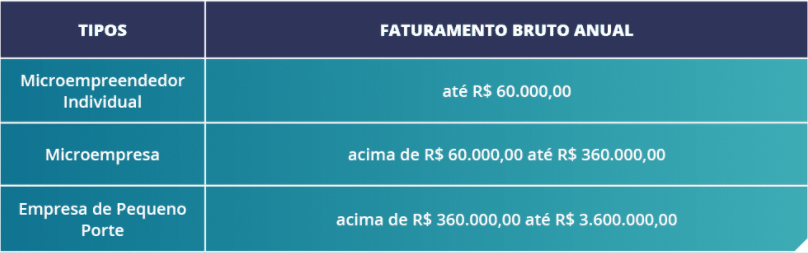 TIPOS
FATURAMENTO BRUTO ANUAL
Microempreendedor
Individual
até R$ 60.000,00
Microempresa
acima de R$ 60.000,00 até R$ 360.000,00
Empresa de Pequeno
Porte
acima de R$ 360.000,00 até R$ 3.600.000,00